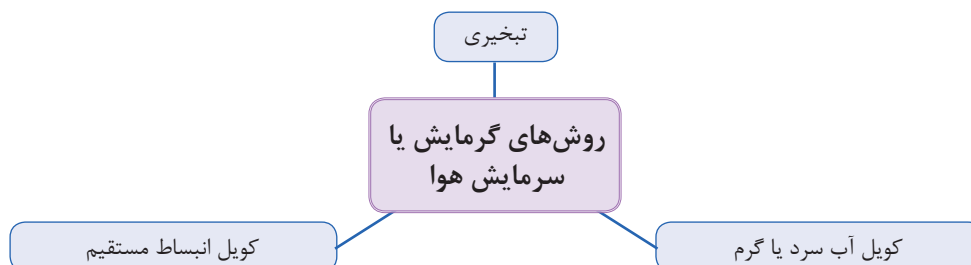 تبخیری
روش‌های گرمایش یا
سرمایش هوا
کویل آب سرد یا گرم
کویل انبساط مستقیم